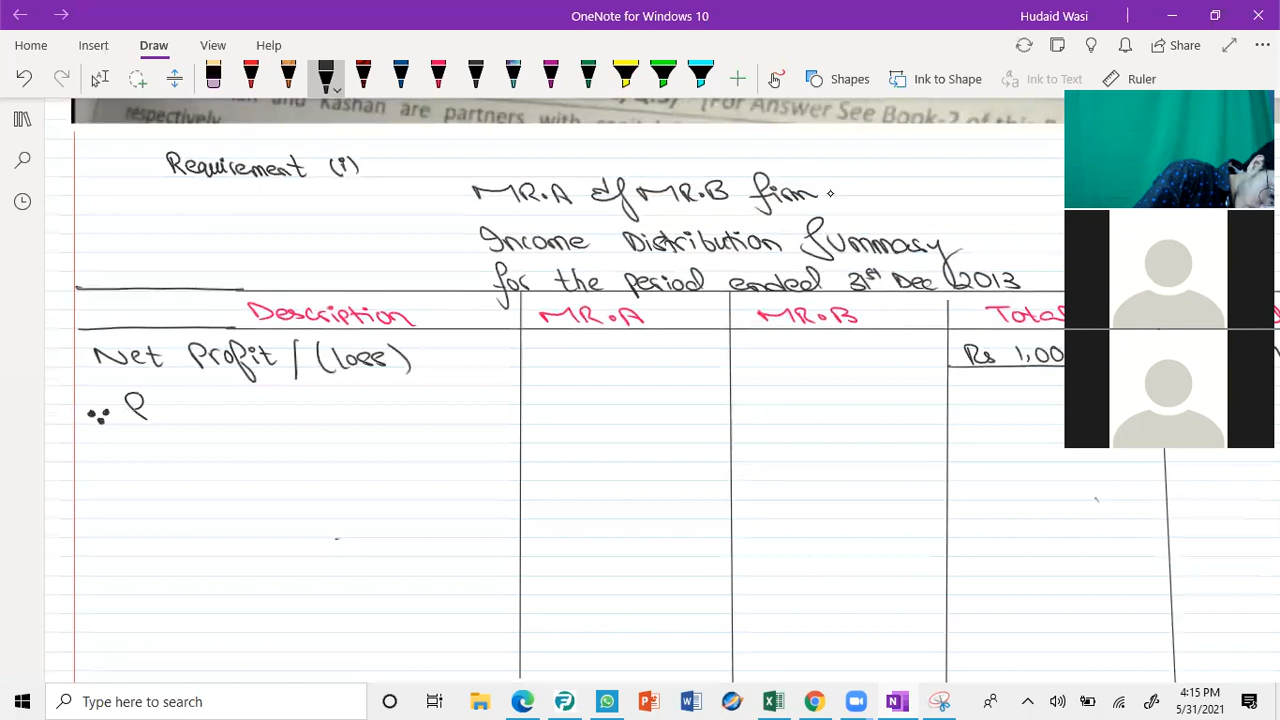 OneNote for Windows 10
Hudaid Wasi
Home Insert Draw View Help
Share
Shapes
Ink to Shape
Ink to Text
Ruler
respectively and Kashan are partners with
[For Answer See Book-2 of this
Requirement (i)
MR.A & MR.B firm
Income Distribution Summary
for the period ended 31st Dec 2013
Description MR.A MR.B Total
Net Profit / (loss) Rs 1,00
∵ P
Type here to search
4:15 PM
5/31/2021